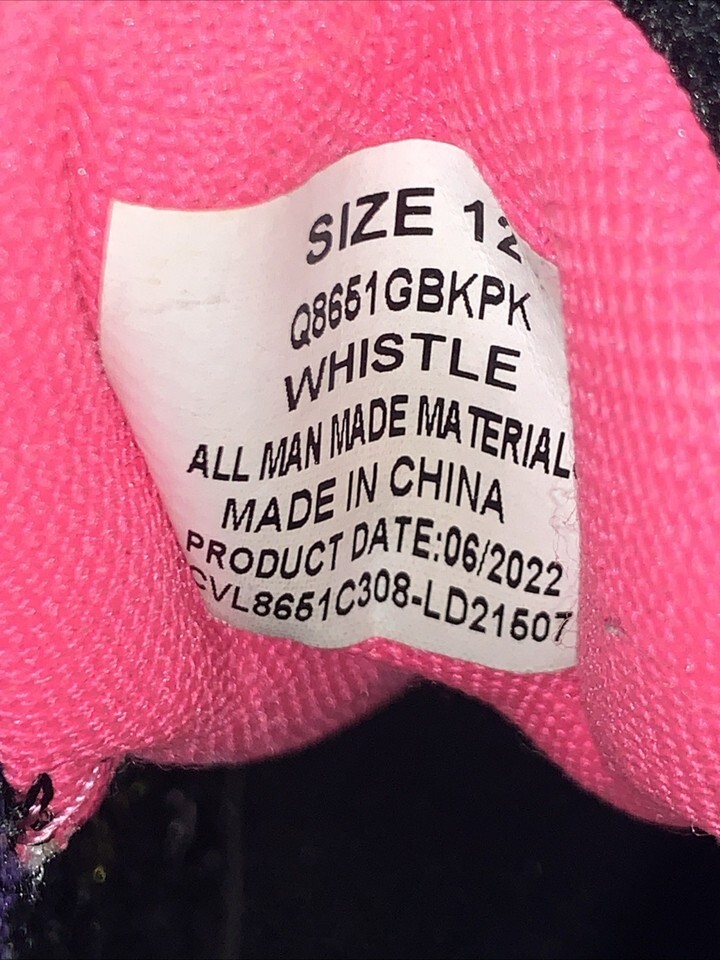 SIZE 12
Q8651GBKPK
WHISTLE
ALL MAN MADE MATERIAL
MADE IN CHINA
PRODUCT DATE:06/2022
CVL8651C308-LD21507